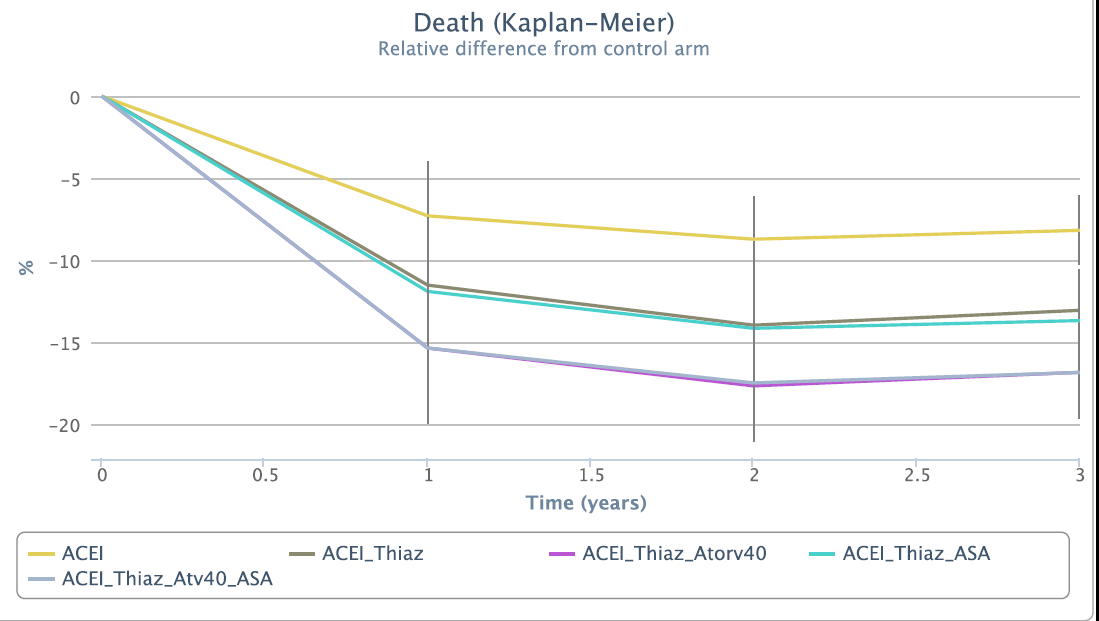 Death (Kaplan-Meier)
Relative difference from control arm
0
-5
-10
-15
-20
%
0 0.5 1 1.5 2 2.5 3
Time (years)
ACEI ACEI_Thiaz ACEI_Thiaz_Atorv40 ACEI_Thiaz_ASA
ACEI_Thiaz_Atv40_ASA